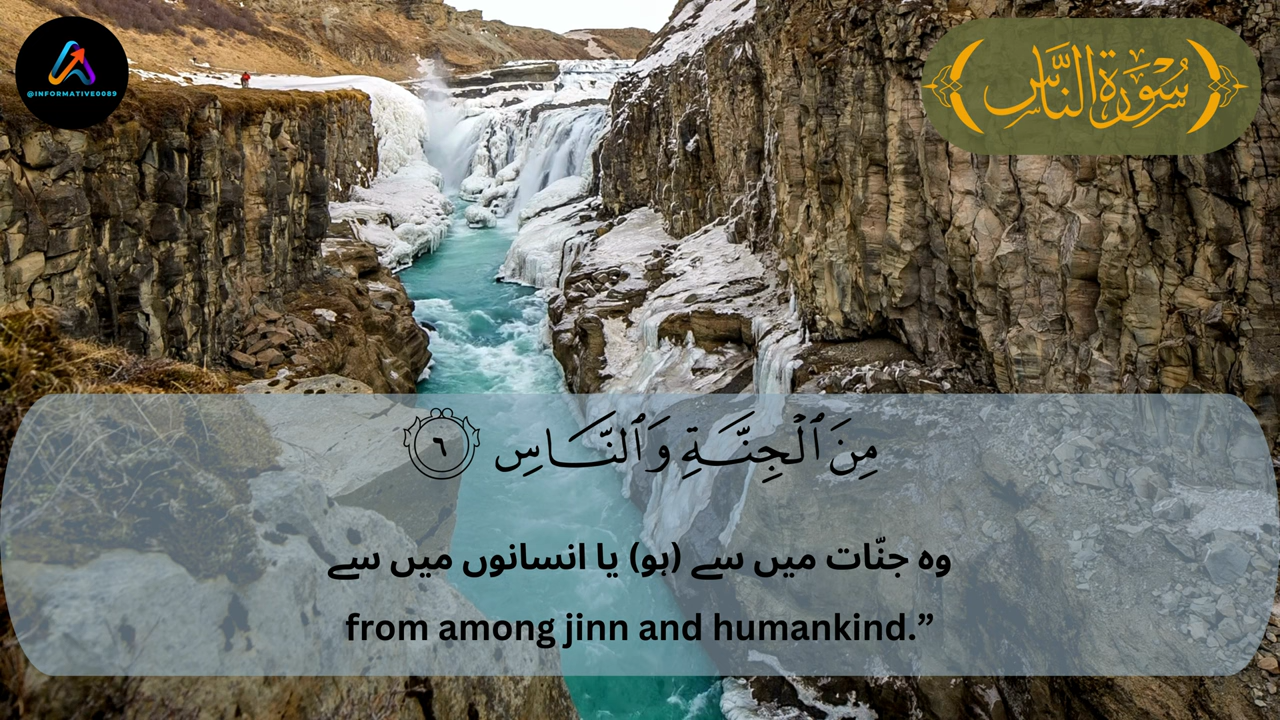 @INFORMATIVE0089
سُورَةُ النَّاس
مِنَ ٱلْجِنَّةِ وَٱلنَّاسِ ٦
وہ جنّات میں سے (ہو) یا انسانوں میں سے
from among jinn and humankind.”